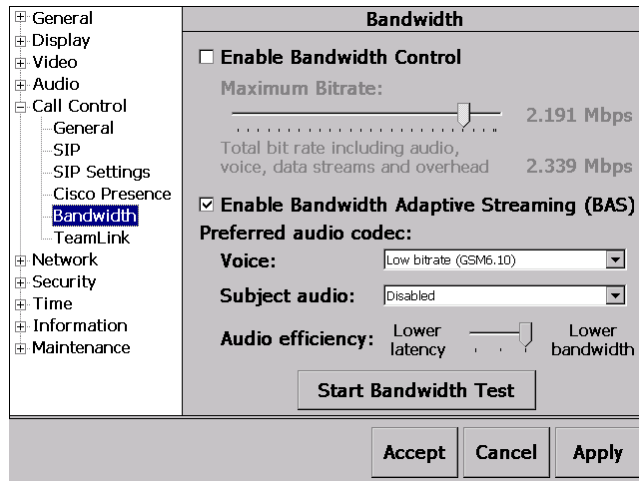 General
Display
Video
Audio
Call Control
General
SIP
SIP Settings
Cisco Presence
Bandwidth
TeamLink
Network
Security
Time
Information
Maintenance
Bandwidth
Enable Bandwidth Control
Maximum Bitrate:
2.191 Mbps
Total bit rate including audio,
voice, data streams and overhead 2.339 Mbps
Enable Bandwidth Adaptive Streaming (BAS)
Preferred audio codec:
Voice: Low bitrate (GSM6.10)
Subject audio: Disabled
Audio efficiency: Lower latency Lower bandwidth
Start Bandwidth Test
Accept Cancel Apply